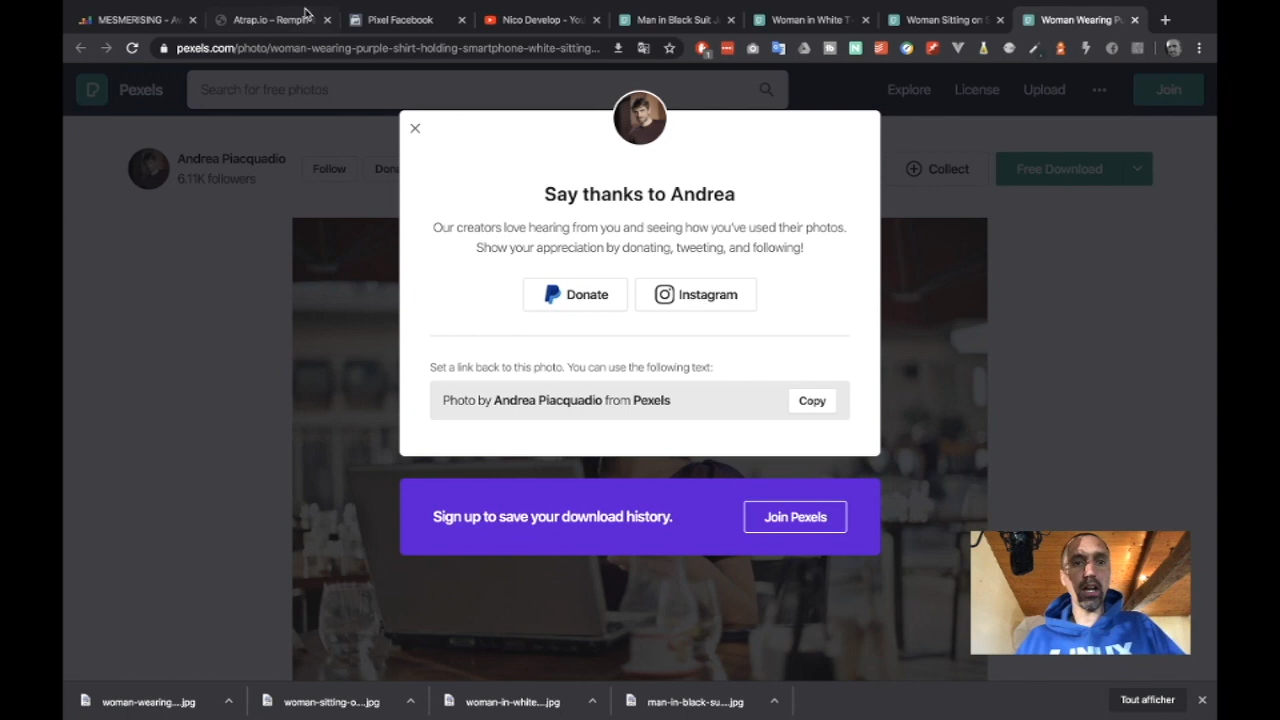 MESMERISING - Av
Atrap.io – Rempl
Pixel Facebook
Nico Develop - You
Man in Black Suit J
Woman in White T-
Woman Sitting on S
Woman Wearing Pu
pexels.com/photo/woman-wearing-purple-shirt-holding-smartphone-white-sitting...
Pexels
Search for free photos
Explore
License
Upload
Join
Andrea Piacquadio
6.11K followers
Follow
Dona
Collect
Free Download
Say thanks to Andrea
Our creators love hearing from you and seeing how you've used their photos.
Show your appreciation by donating, tweeting, and following!
Donate
Instagram
Set a link back to this photo. You can use the following text:
Photo by Andrea Piacquadio from Pexels
Copy
Sign up to save your download history.
Join Pexels
LINUX
woman-wearing....jpg
woman-sitting-o....jpg
woman-in-white....jpg
man-in-black-su....jpg
Tout afficher